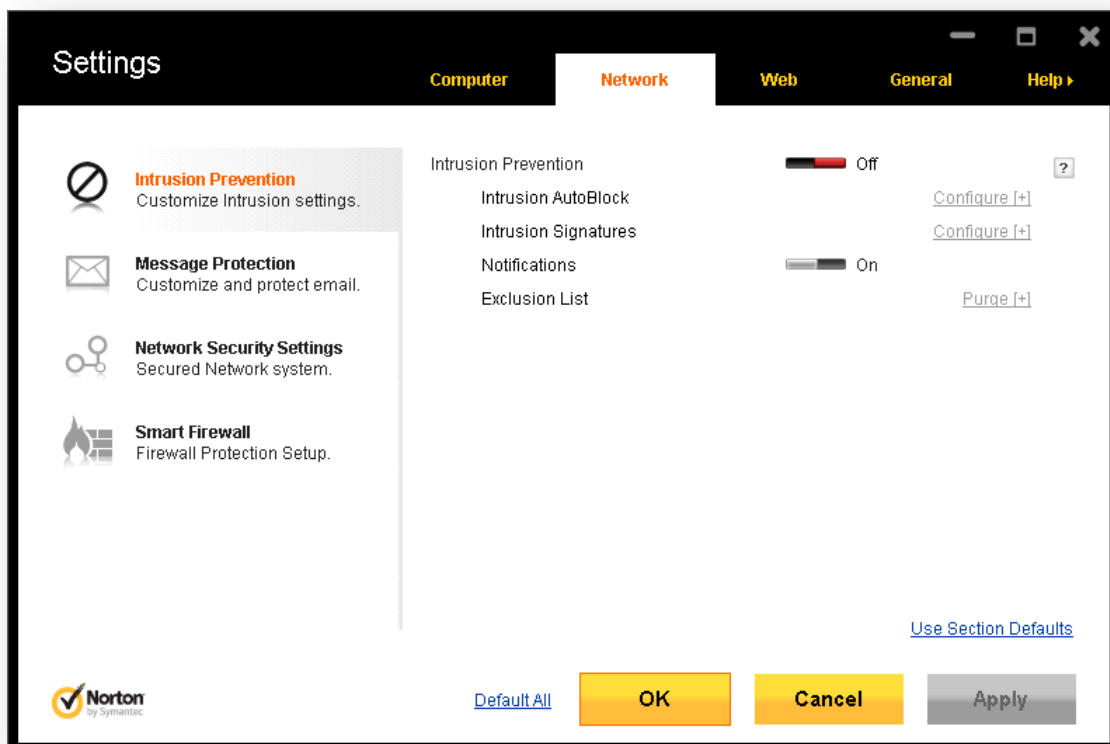 Settings
Computer Network Web General Help
Intrusion Prevention
Customize Intrusion settings.
Message Protection
Customize and protect email.
Network Security Settings
Secured Network system.
Smart Firewall
Firewall Protection Setup.
Intrusion Prevention Off ?
Intrusion AutoBlock Configure [+]
Intrusion Signatures Configure [+]
Notifications On
Exclusion List Purge [+]
Use Section Defaults
Norton
by Symantec
Default All OK Cancel Apply